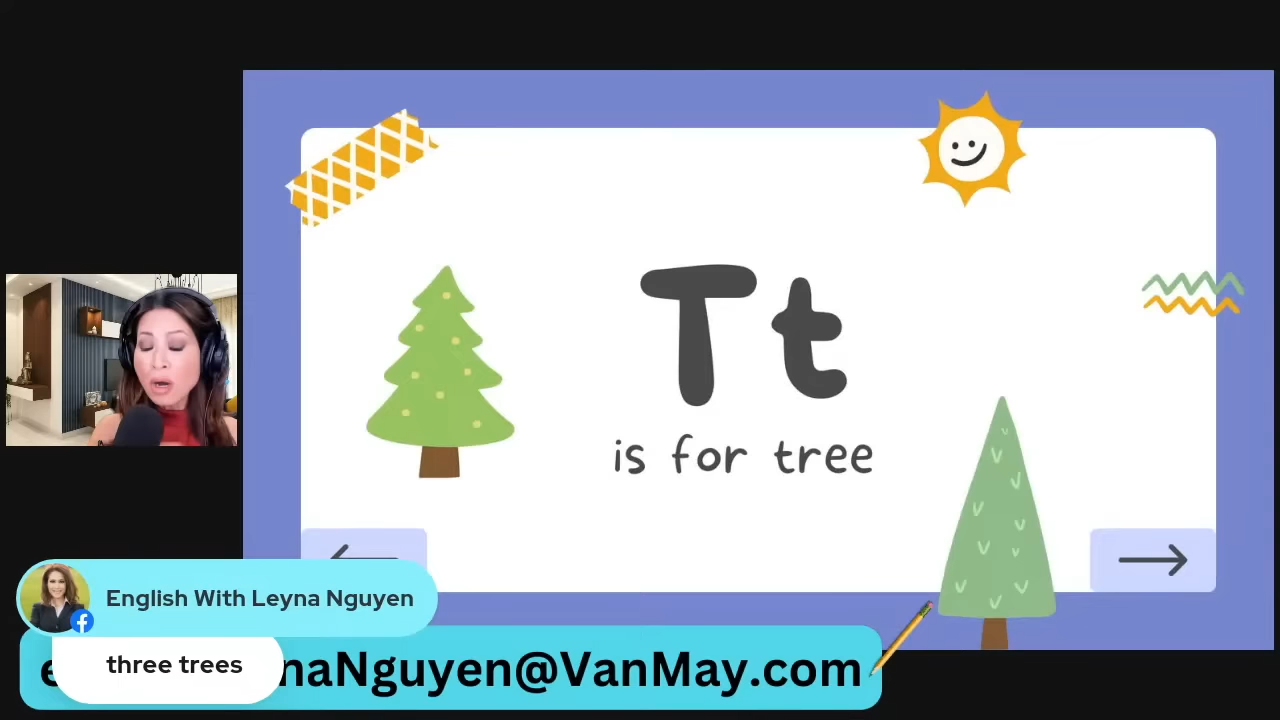 Tt
is for tree
English With Leyna Nguyen
three trees
naNguyen@VanMay.com